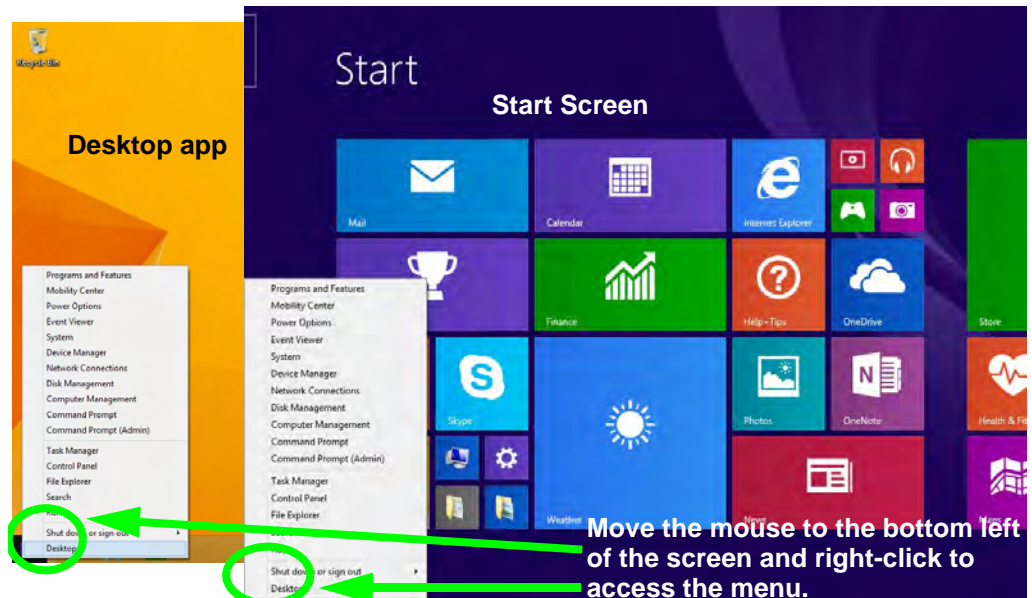 Recycle Bin
Desktop app
Programs and Features
Mobility Center
Power Options
Event Viewer
System
Device Manager
Network Connections
Disk Management
Computer Management
Command Prompt
Command Prompt (Admin)
Task Manager
Control Panel
File Explorer
Search
Shut down or sign out
Desktop
Start
Start Screen
Mail
Calendar
Internet Explorer
Finance
Help+Tips
OneDrive
Store
Skype
Weather
Photos
OneNote
Health & Fit
News
Maps
Programs and Features
Mobility Center
Power Options
Event Viewer
System
Device Manager
Network Connections
Disk Management
Computer Management
Command Prompt
Command Prompt (Admin)
Task Manager
Control Panel
File Explorer
Shut down or sign out
Desktop
Move the mouse to the bottom left
of the screen and right-click to
access the menu.